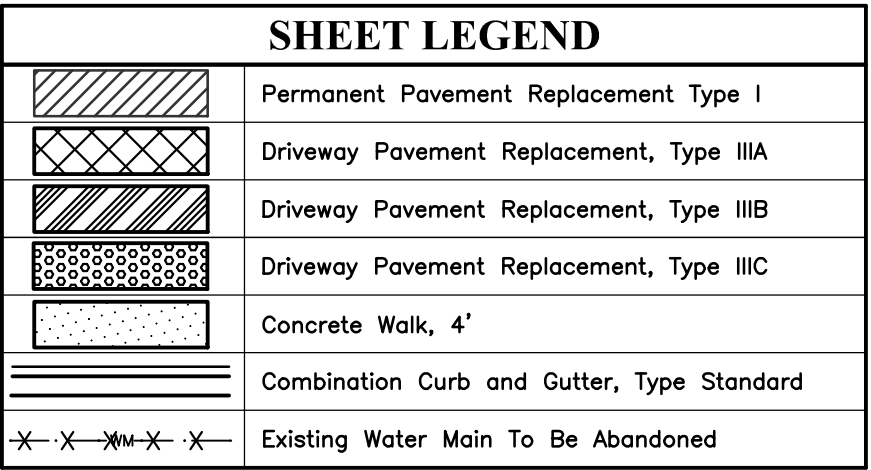 SHEET LEGEND
Permanent Pavement Replacement Type I
Driveway Pavement Replacement, Type IIIA
Driveway Pavement Replacement, Type IIIB
Driveway Pavement Replacement, Type IIIC
Concrete Walk, 4'
Combination Curb and Gutter, Type Standard
WM
Existing Water Main To Be Abandoned